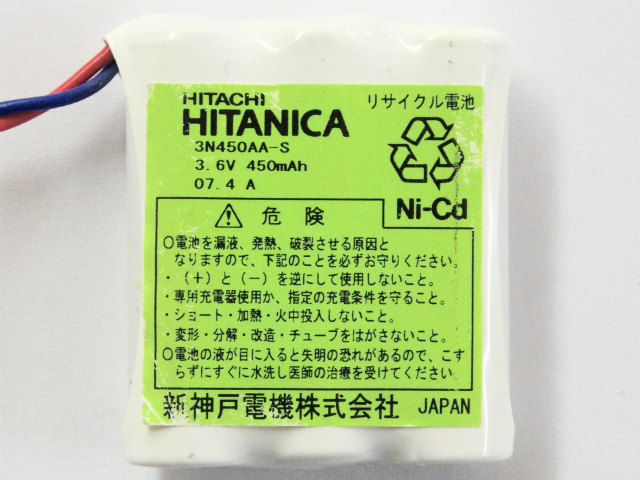 HITACHI
HITANICA
3N450AA-S
3.6V 450mAh
07.4 A
リサイクル電池
Ni-Cd
危険
○電池を漏液、発熱、破裂させる原因と
なりますので、下記のことを必ずお守りください。
・（＋）と（－）を逆にして使用しないこと。
・専用充電器使用か、指定の充電条件を守ること。
・ショート・加熱・火中投入しないこと。
・変形・分解・改造・チューブをはがさないこと。
○電池の液が目に入ると失明の恐れがあるので、こす
らずにすぐに水洗し医師の治療を受けてください。
新神戸電機株式会社 JAPAN